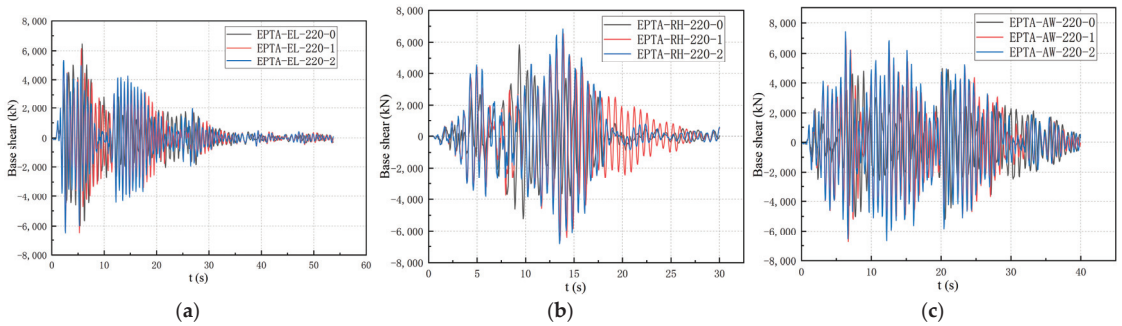 8,000
6,000
4,000
2,000
0
−2,000
−4,000
−6,000
−8,000
Base shear (kN)
EPTA-EL-220-0
EPTA-EL-220-1
EPTA-EL-220-2
0 10 20 30 40 50 60
t (s)
(a)
8,000
6,000
4,000
2,000
0
−2,000
−4,000
−6,000
−8,000
Base shear (kN)
EPTA-RH-220-0
EPTA-RH-220-1
EPTA-RH-220-2
0 5 10 15 20 25 30
t (s)
(b)
8,000
6,000
4,000
2,000
0
−2,000
−4,000
−6,000
−8,000
Base shear (kN)
EPTA-AW-220-0
EPTA-AW-220-1
EPTA-AW-220-2
0 10 20 30 40
t (s)
(c)